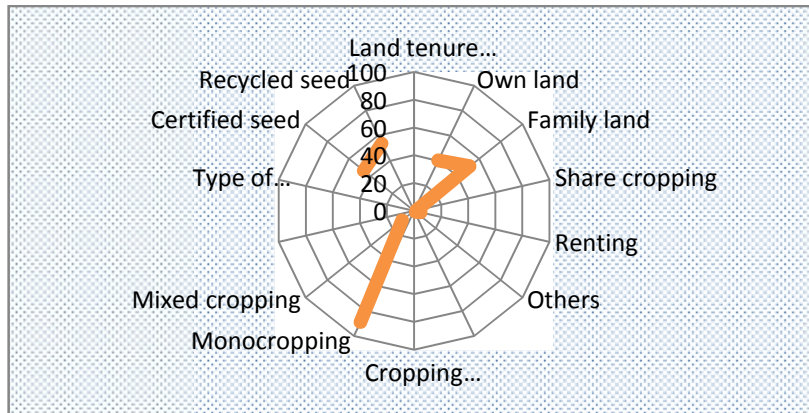 Land tenure…
Own land
Family land
Share cropping
Renting
Others
Cropping…
Monocropping
Mixed cropping
Type of…
Certified seed
Recycled seed
100
80
60
40
20
0